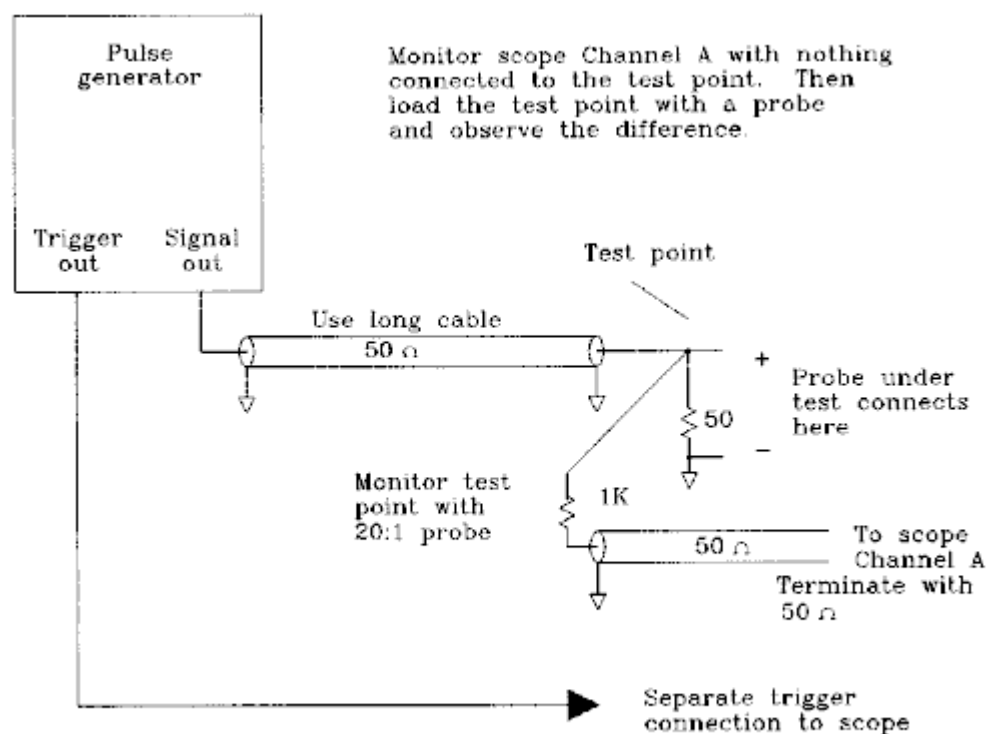 Pulse
generator
Monitor scope Channel A with nothing
connected to the test point. Then
load the test point with a probe
and observe the difference.
Trigger
out
Signal
out
Test point
Use long cable
50 Ω
+
Probe under
test connects
here
50
−
Monitor test
point with
20:1 probe
1K
50 Ω
To scope
Channel A
Terminate with
50 Ω
Separate trigger
connection to scope